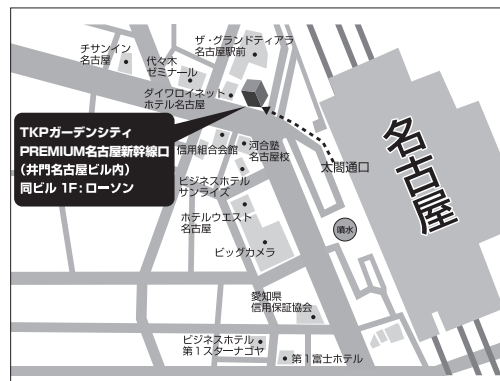 ザ・グランドティアラ
名古屋駅前
チサンイン
名古屋
代々木
ゼミナール
ダイワロイネット
ホテル名古屋
TKPガーデンシティ
PREMIUM名古屋新幹線口
（井門名古屋ビル内）
同ビル 1F：ローソン
信用組合会館
河合塾
名古屋校
太閤通口
名古屋
ビジネスホテル
サンライズ
ホテルウエスト
名古屋
噴水
ビッグカメラ
愛知県
信用保証協会
ビジネスホテル
第1スターナゴヤ
第1富士ホテル